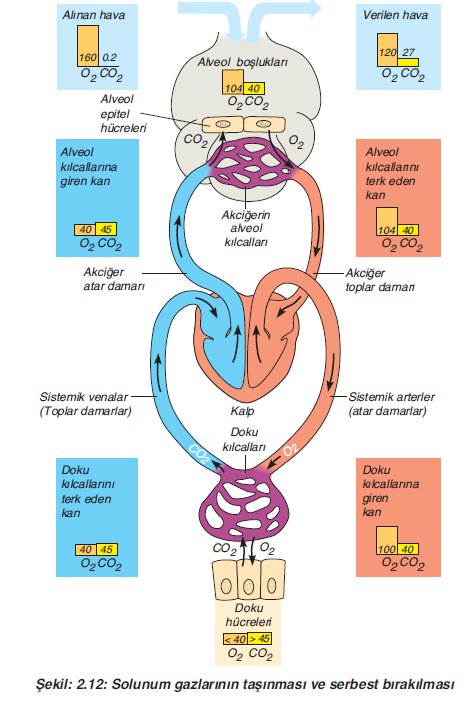 Alınan hava
160 0.2
O2 CO2
Verilen hava
120 27
O2 CO2
Alveol boşlukları
104 40
O2 CO2
Alveol
epitel
hücreleri
CO2
O2
Alveol
kılcallarına
giren kan
40 45
O2 CO2
Alveol
kılcallarını
terk eden
kan
104 40
O2 CO2
Akciğerin
alveol
kılcalları
Akciğer
atar damarı
Akciğer
toplar damarı
Sistemik venalar
(Toplar damarlar)
Kalp
Sistemik arterler
(atar damarlar)
Doku
kılcalları
CO2
O2
Doku
kılcallarını
terk eden
kan
40 45
O2 CO2
Doku
kılcallarına
giren
kan
100 40
O2 CO2
CO2
O2
Doku
hücreleri
< 40 > 45
O2 CO2
Şekil: 2.12: Solunum gazlarının taşınması ve serbest bırakılması